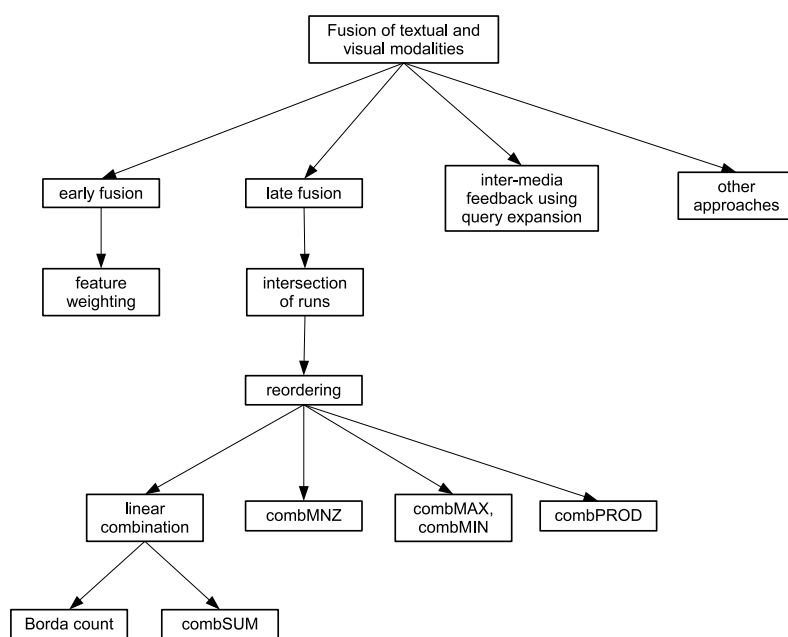 Fusion of textual and
visual modalities
early fusion
late fusion
inter-media
feedback using
query expansion
other
approaches
feature
weighting
intersection
of runs
reordering
linear
combination
combMNZ
combMAX,
combMIN
combPROD
Borda count
combSUM